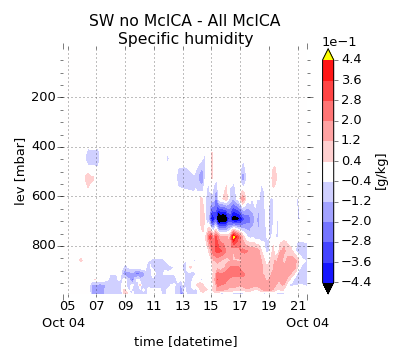 SW no McICA - All McICA
Specific humidity
1e−1
4.4
3.6
2.8
2.0
1.2
0.4
−0.4
−1.2
−2.0
−2.8
−3.6
−4.4
[g/kg]
lev [mbar]
200
400
600
800
05 07 09 11 13 15 17 19 21
Oct 04 Oct 04
time [datetime]